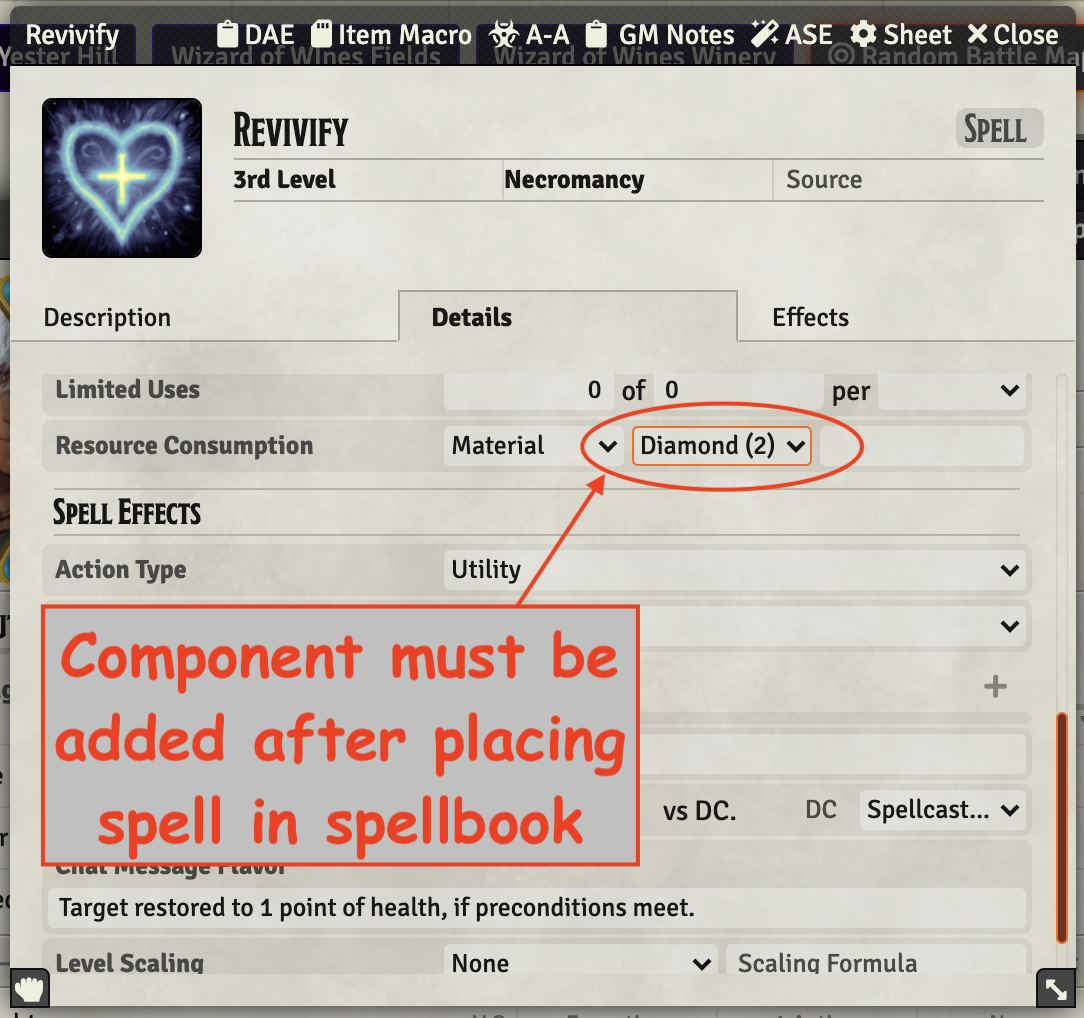 Revivify DAE Item Macro A-A GM Notes ASE Sheet Close
Yester Hill Wizard of WInes Fields Wizard of Wines Winery Random Battle Ma
Revivify
Spell
3rd Level Necromancy Source
Description Details Effects
Limited Uses 0 of 0 per
Resource Consumption Material Diamond (2)
Spell Effects
Action Type Utility
Component must be
added after placing
spell in spellbook
vs DC. DC Spellcast...
Chat Message Flavor
Target restored to 1 point of health, if preconditions meet.
Level Scaling None Scaling Formula